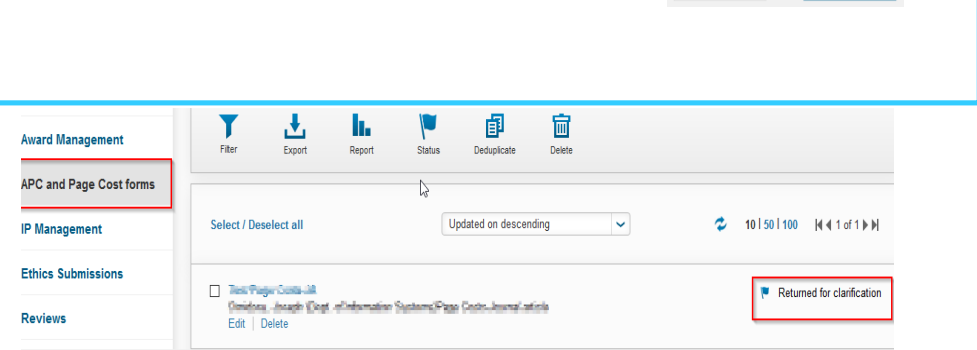 Award Management
APC and Page Cost forms
IP Management
Ethics Submissions
Reviews
Filter Export Report Status Deduplicate Delete
Select / Deselect all Updated on descending 10 | 50 | 100 1 of 1
Returned for clarification
Edit | Delete